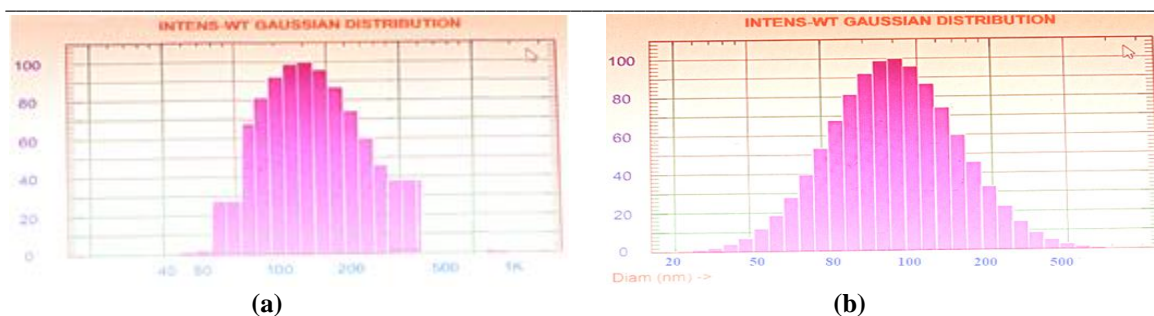 INTENS-WT GAUSSIAN DISTRIBUTION
100
80
60
40
20
0
40 50 100 200 500 1K
(a)
INTENS-WT GAUSSIAN DISTRIBUTION
100
80
60
40
20
0
20 50 80 100 200 500
Diam (nm) ->
(b)